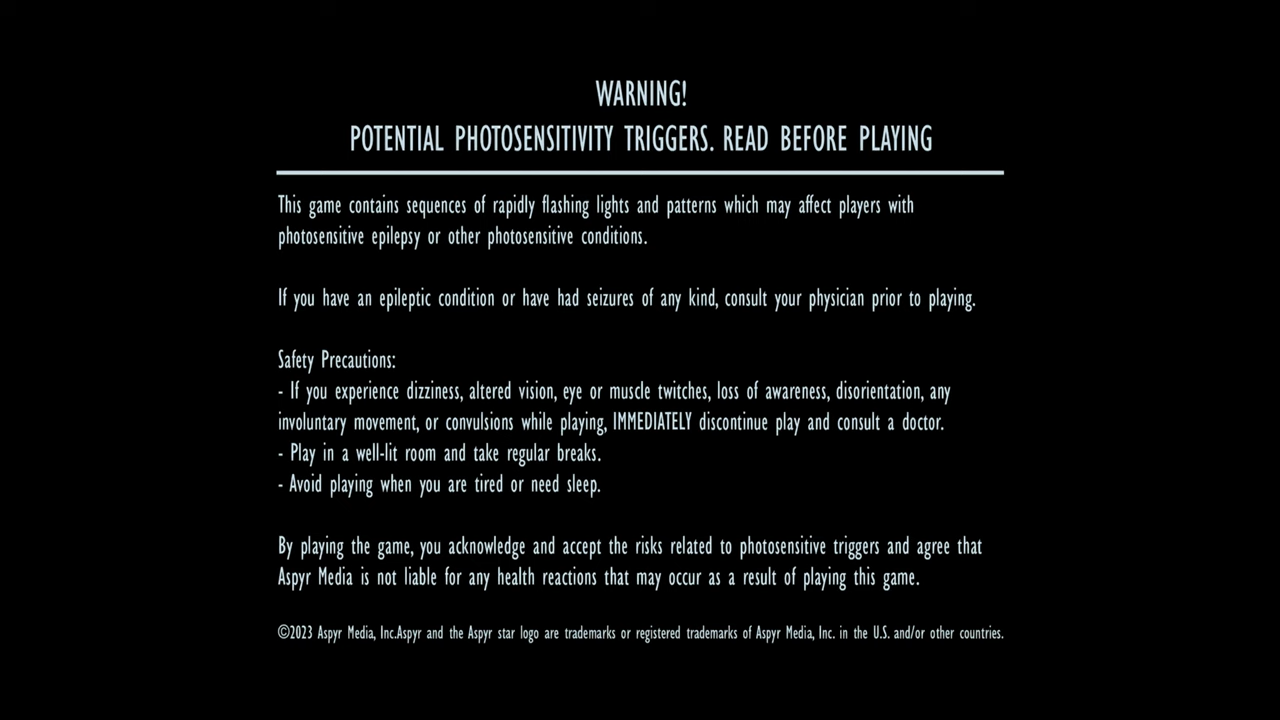 WARNING!
POTENTIAL PHOTOSENSITIVITY TRIGGERS. READ BEFORE PLAYING
This game contains sequences of rapidly flashing lights and patterns which may affect players with
photosensitive epilepsy or other photosensitive conditions.
If you have an epileptic condition or have had seizures of any kind, consult your physician prior to playing.
Safety Precautions:
- If you experience dizziness, altered vision, eye or muscle twitches, loss of awareness, disorientation, any
involuntary movement, or convulsions while playing, IMMEDIATELY discontinue play and consult a doctor.
- Play in a well-lit room and take regular breaks.
- Avoid playing when you are tired or need sleep.
By playing the game, you acknowledge and accept the risks related to photosensitive triggers and agree that
Aspyr Media is not liable for any health reactions that may occur as a result of playing this game.
©2023 Aspyr Media, Inc.Aspyr and the Aspyr star logo are trademarks or registered trademarks of Aspyr Media, Inc. in the U.S. and/or other countries.